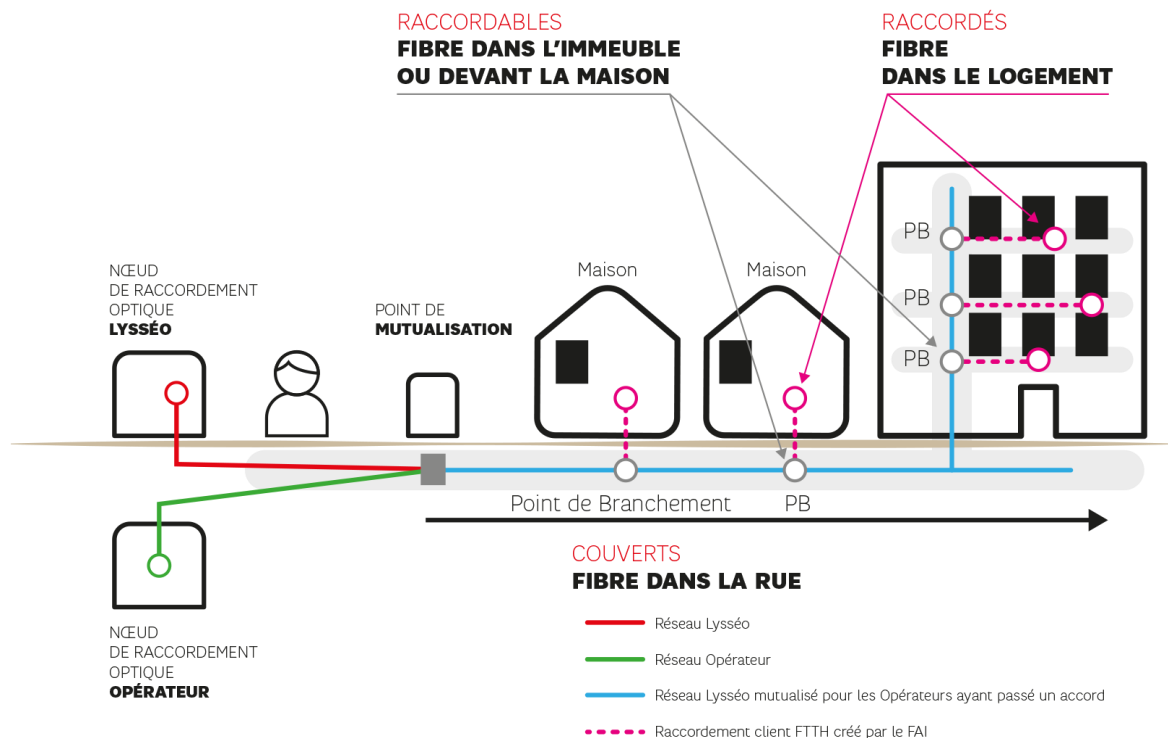 RACCORDABLES
FIBRE DANS L'IMMEUBLE
OU DEVANT LA MAISON
RACCORDÉS
FIBRE
DANS LE LOGEMENT
NŒUD
DE RACCORDEMENT
OPTIQUE
LYSSÉO
POINT DE
MUTUALISATION
Maison
Maison
PB
PB
PB
Point de Branchement
PB
NŒUD
DE RACCORDEMENT
OPTIQUE
OPÉRATEUR
COUVERTS
FIBRE DANS LA RUE
Réseau Lysséo
Réseau Opérateur
Réseau Lysséo mutualisé pour les Opérateurs ayant passé un accord
Raccordement client FTTH créé par le FAI